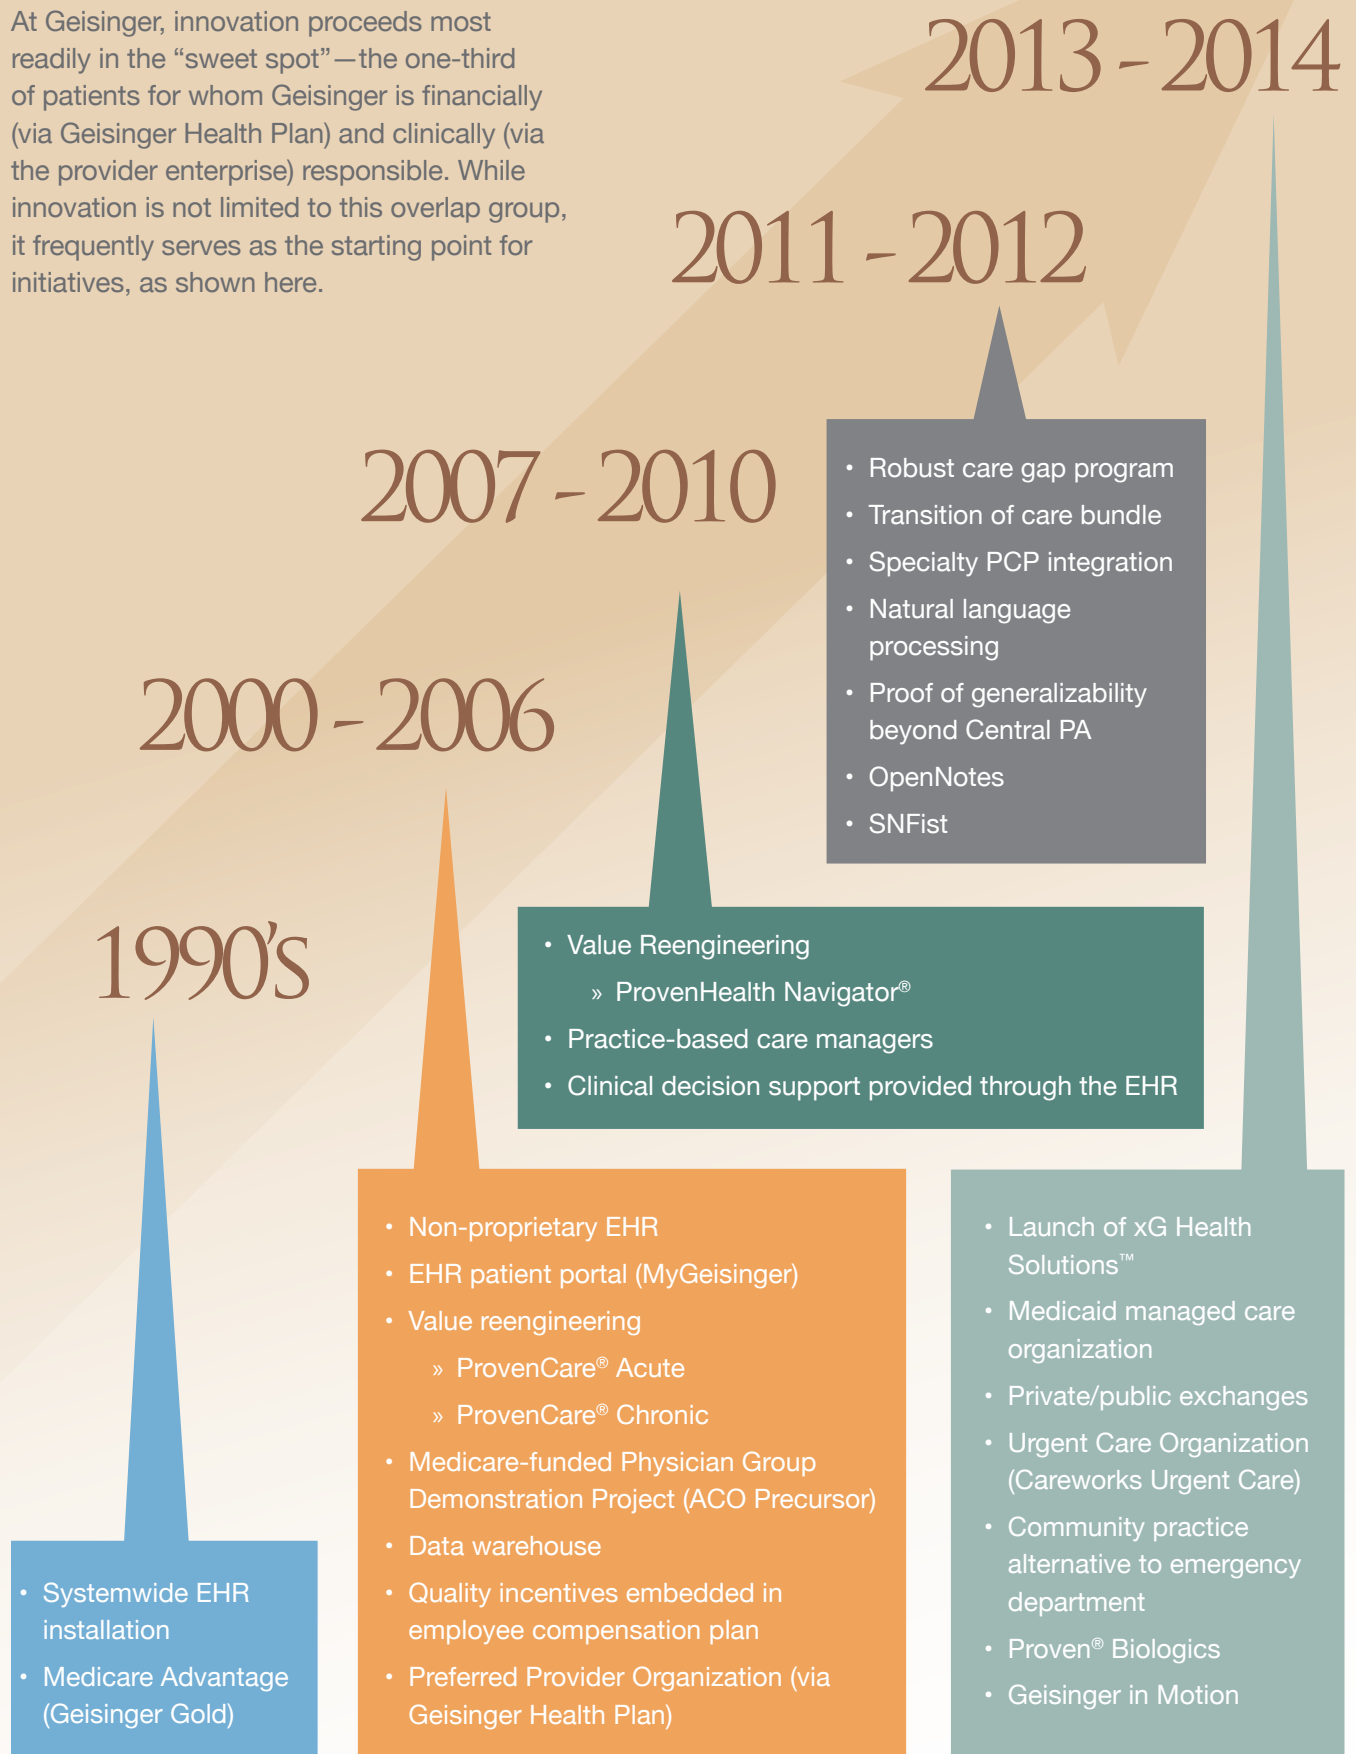 At Geisinger, innovation proceeds most
readily in the “sweet spot”—the one-third
of patients for whom Geisinger is financially
(via Geisinger Health Plan) and clinically (via
the provider enterprise) responsible. While
innovation is not limited to this overlap group,
it frequently serves as the starting point for
initiatives, as shown here.
1990’s
• Systemwide EHR
installation
• Medicare Advantage
(Geisinger Gold)
2000 - 2006
• Non-proprietary EHR
• EHR patient portal (MyGeisinger)
• Value reengineering
» ProvenCare® Acute
» ProvenCare® Chronic
• Medicare-funded Physician Group
Demonstration Project (ACO Precursor)
• Data warehouse
• Quality incentives embedded in
employee compensation plan
• Preferred Provider Organization (via
Geisinger Health Plan)
2007 - 2010
• Value Reengineering
» ProvenHealth Navigator®
• Practice-based care managers
• Clinical decision support provided through the EHR
2011 - 2012
• Robust care gap program
• Transition of care bundle
• Specialty PCP integration
• Natural language
processing
• Proof of generalizability
beyond Central PA
• OpenNotes
• SNFist
2013 - 2014
• Launch of xG Health
Solutions™
• Medicaid managed care
organization
• Private/public exchanges
• Urgent Care Organization
(Careworks Urgent Care)
• Community practice
alternative to emergency
department
• Proven® Biologics
• Geisinger in Motion